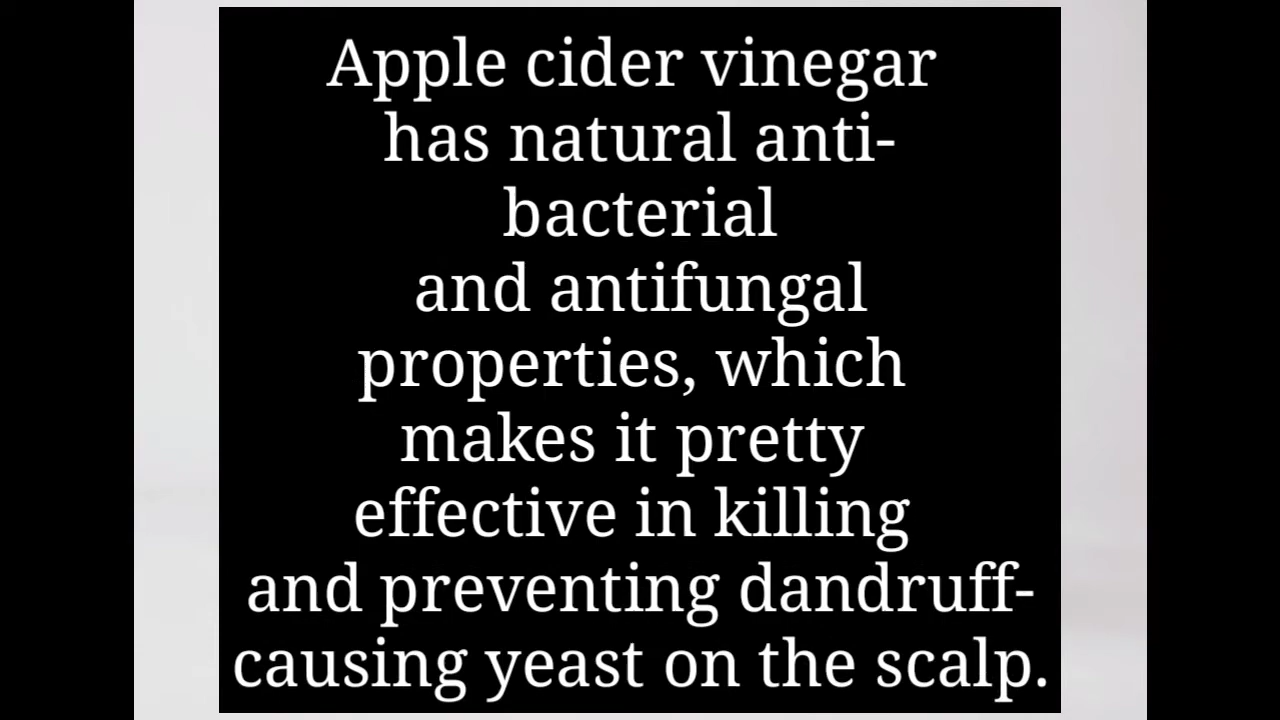 Apple cider vinegar
has natural anti-
bacterial
and antifungal
properties, which
makes it pretty
effective in killing
and preventing dandruff-
causing yeast on the scalp.